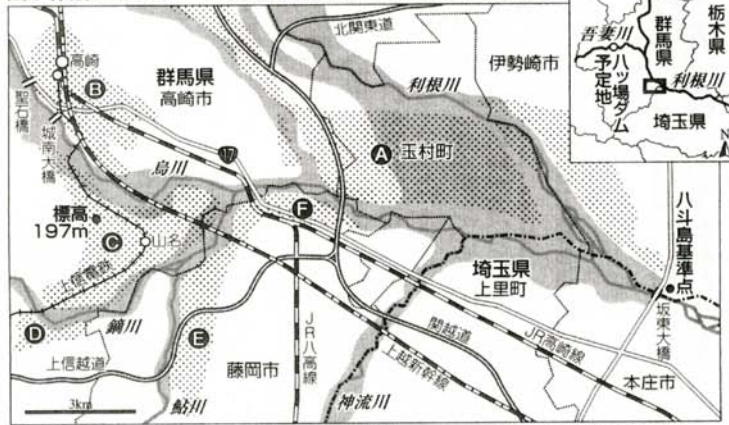 高崎
聖石橋
城南大橋
B
群馬県
高崎市
烏川
17
北関東道
利根川
伊勢崎市
A
玉村町
F
標高
197m
C
山名
上信電鉄
D
鏑川
上信越道
E
鮎川
藤岡市
JR八高線
上越新幹線
関越道
神流川
埼玉県
上里町
JR高崎線
本庄市
八斗島基準点
坂東大橋
3km
吾妻川
八ッ場ダム
予定地
群馬県
栃木県
利根川
埼玉県
N